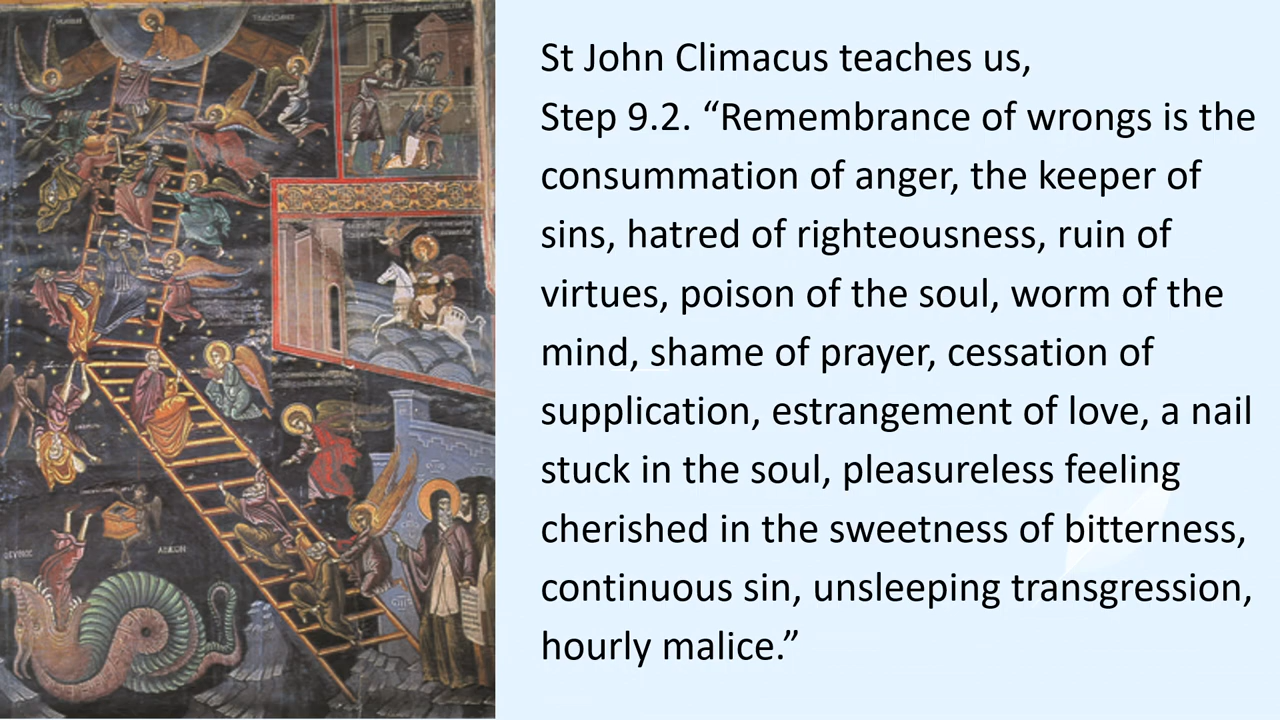 St John Climacus teaches us,
Step 9.2. “Remembrance of wrongs is the
consummation of anger, the keeper of
sins, hatred of righteousness, ruin of
virtues, poison of the soul, worm of the
mind, shame of prayer, cessation of
supplication, estrangement of love, a nail
stuck in the soul, pleasureless feeling
cherished in the sweetness of bitterness,
continuous sin, unsleeping transgression,
hourly malice.”